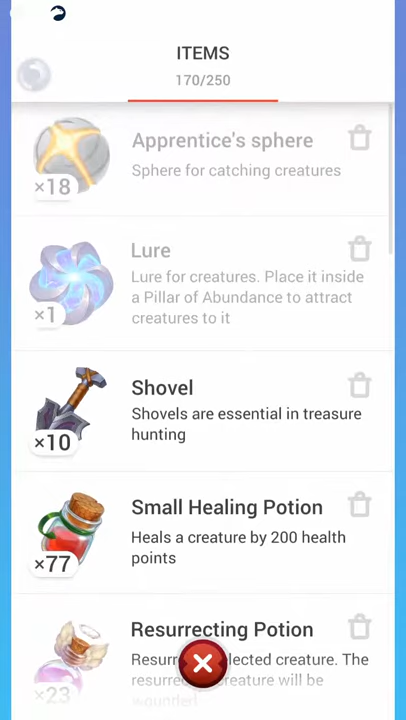 ITEMS
170/250
Apprentice's sphere
Sphere for catching creatures
×18
Lure
Lure for creatures. Place it inside
a Pillar of Abundance to attract
creatures to it
×1
Shovel
Shovels are essential in treasure
hunting
×10
Small Healing Potion
Heals a creature by 200 health
points
×77
Resurrecting Potion
creature. The
creature will be
wounded
×23